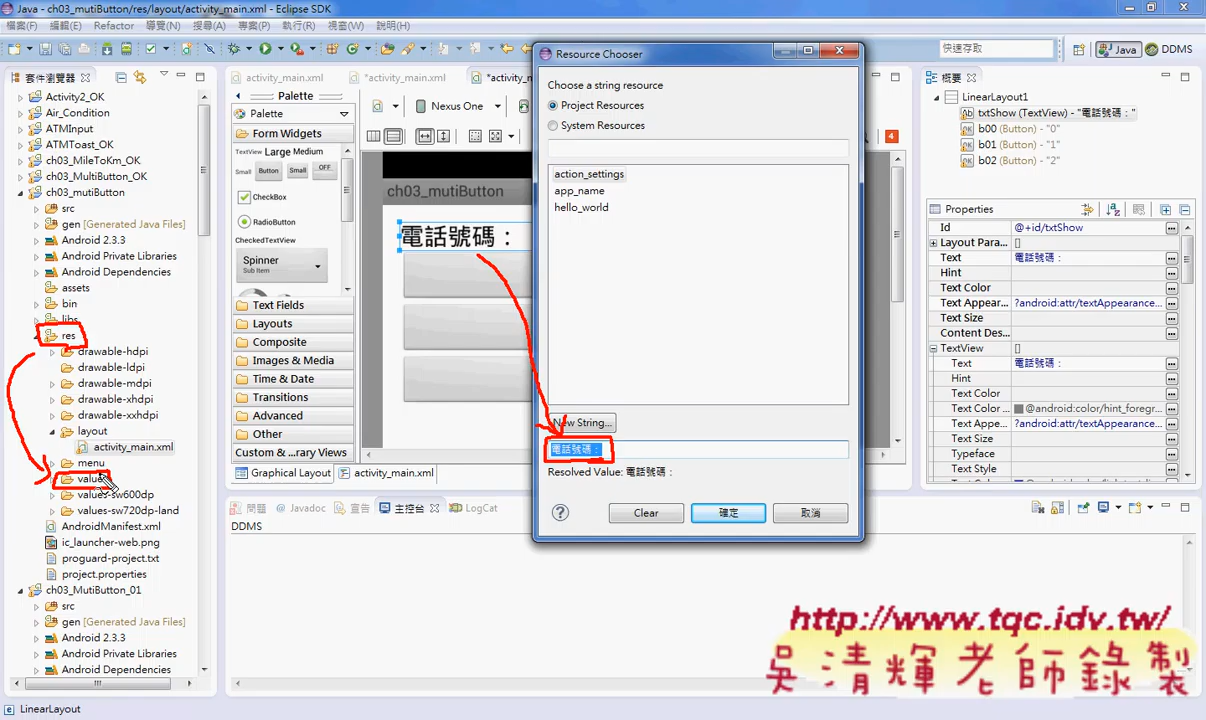 Java - ch03_mutiButton/res/layout/activity_main.xml - Eclipse SDK
檔案(F) 編輯(E) Refactor 導覽(N) 搜尋(A) 專案(P) 執行(R) 視窗(W) 說明(H)
快速存取
Java
DDMS
套件瀏覽器
Activity2_OK
Air_Condition
ATMInput
ATMToast_OK
ch03_MileToKm_OK
ch03_MultiButton_OK
ch03_mutiButton
src
gen [Generated Java Files]
Android 2.3.3
Android Private Libraries
Android Dependencies
assets
bin
libs
res
drawable-hdpi
drawable-ldpi
drawable-mdpi
drawable-xhdpi
drawable-xxhdpi
layout
activity_main.xml
menu
values-sw600dp
values-sw720dp-land
AndroidManifest.xml
ic_launcher-web.png
proguard-project.txt
project.properties
ch03_MutiButton_01
src
gen [Generated Java Files]
Android 2.3.3
Android Private Libraries
Android Dependencies
activity_main.xml
*activity_main.xml
Palette
Palette
Form Widgets
TextView Large Medium
Small Button Small OFF
CheckBox
RadioButton
CheckedTextView
Spinner
Sub Item
Text Fields
Layouts
Composite
Images & Media
Time & Date
Transitions
Advanced
Other
Custom & ...rary Views
Graphical Layout
activity_main.xml
Nexus One
4
ch03_mutiButton
電話號碼：
Resource Chooser
Choose a string resource
Project Resources
System Resources
action_settings
app_name
hello_world
New String...
電話號碼：
Resolved Value: 電話號碼：
Clear
確定
取消
概要
LinearLayout1
txtShow (TextView) - "電話號碼："
b00 (Button) - "0"
b01 (Button) - "1"
b02 (Button) - "2"
Properties
Id @+id/txtShow
Layout Para... []
Text 電話號碼：
Hint
Text Color
Text Appear... ?android:attr/textAppearance...
Text Size
Content Des...
TextView []
Text 電話號碼：
Hint
Text Color
Text Color ... @android:color/hint_foregr...
Text Appe... ?android:attr/textAppearance...
Text Size
Typeface
Text Style
問題 Javadoc 宣告 主控台 LogCat
DDMS
http://www.tqc.idv.tw/
吳清輝老師錄製
LinearLayout